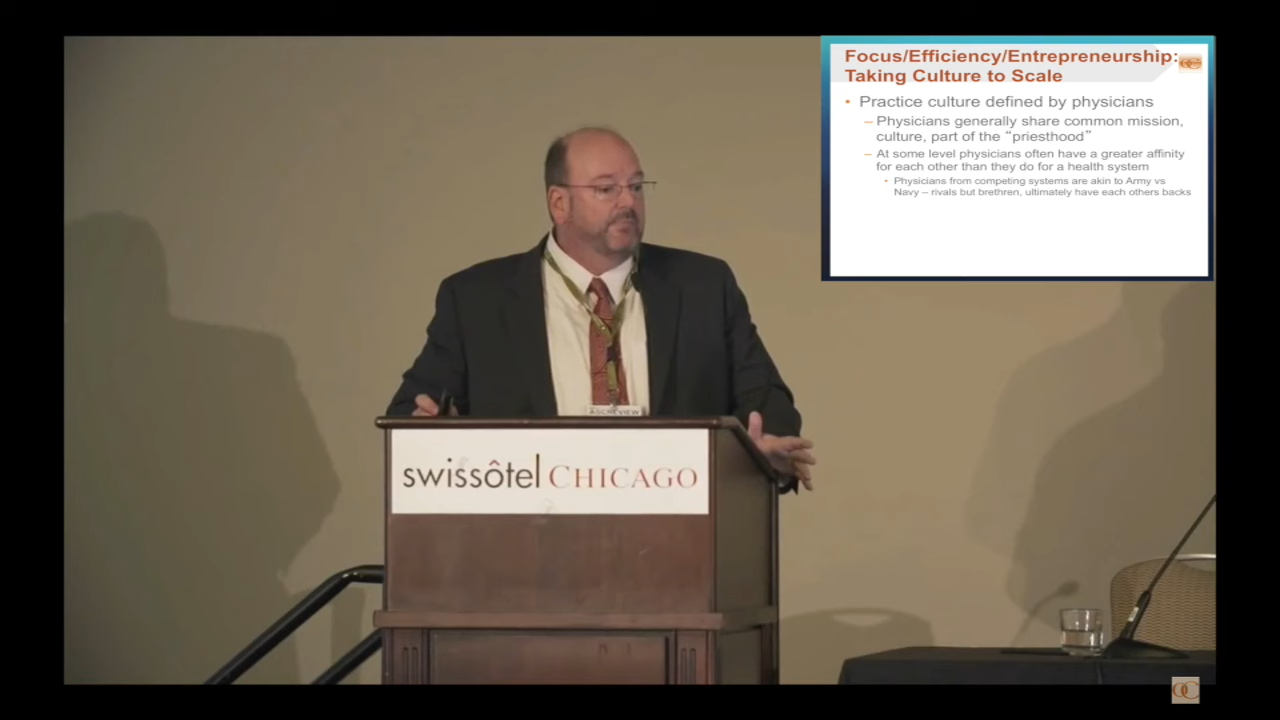 Focus/Efficiency/Entrepreneurship:
Taking Culture to Scale
• Practice culture defined by physicians
– Physicians generally share common mission,
culture, part of the “priesthood”
– At some level physicians often have a greater affinity
for each other than they do for a health system
• Physicians from competing systems are akin to Army vs
Navy – rivals but brethren, ultimately have each others backs
swissôtel CHICAGO